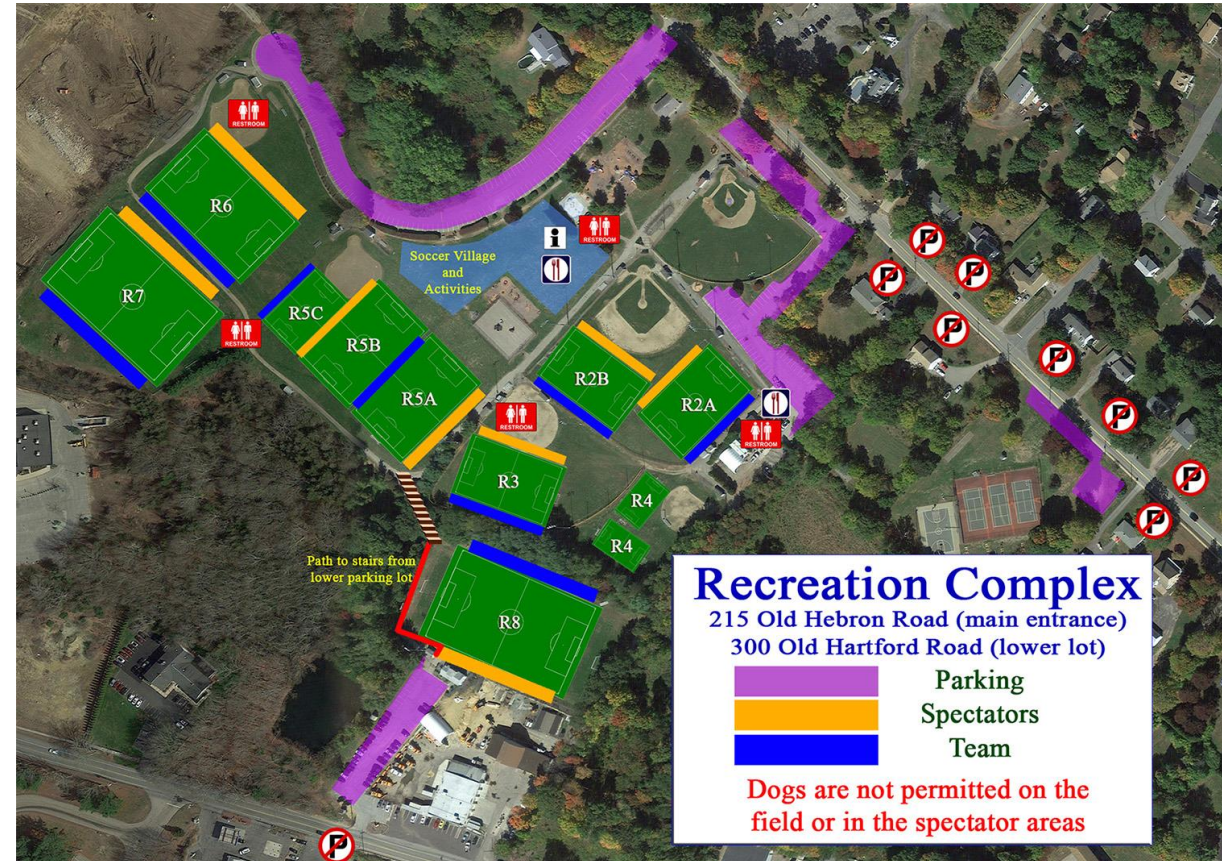 RESTROOM
R6
R7
RESTROOM
R5C
R5B
R5A
Soccer Village
and
Activities
i
RESTROOM
R2B
R2A
RESTROOM
RESTROOM
R3
R4
R4
R8
Path to stairs from
lower parking lot
P
P
P
P
P
P
P
P
P
Recreation Complex
215 Old Hebron Road (main entrance)
300 Old Hartford Road (lower lot)
Parking
Spectators
Team
Dogs are not permitted on the
field or in the spectator areas